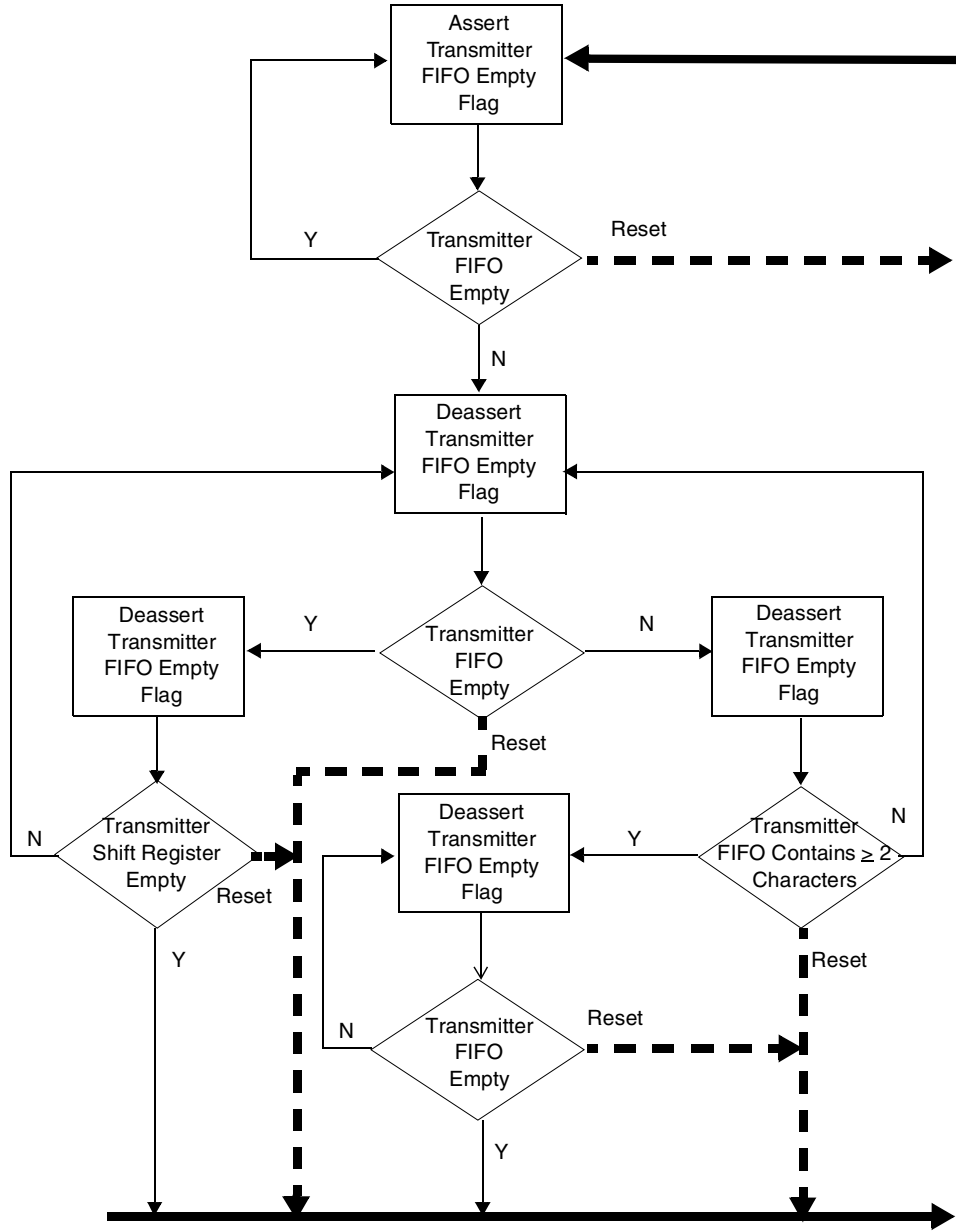 Assert
Transmitter
FIFO Empty
Flag
Y
Transmitter
FIFO
Empty
Reset
N
Deassert
Transmitter
FIFO Empty
Flag
Deassert
Transmitter
FIFO Empty
Flag
Y
Transmitter
FIFO
Empty
N
Deassert
Transmitter
FIFO Empty
Flag
Reset
N
Transmitter
Shift Register
Empty
Reset
Y
Deassert
Transmitter
FIFO Empty
Flag
Y
Transmitter
FIFO Contains ≥ 2
Characters
N
Reset
N
Transmitter
FIFO
Empty
Reset
Y